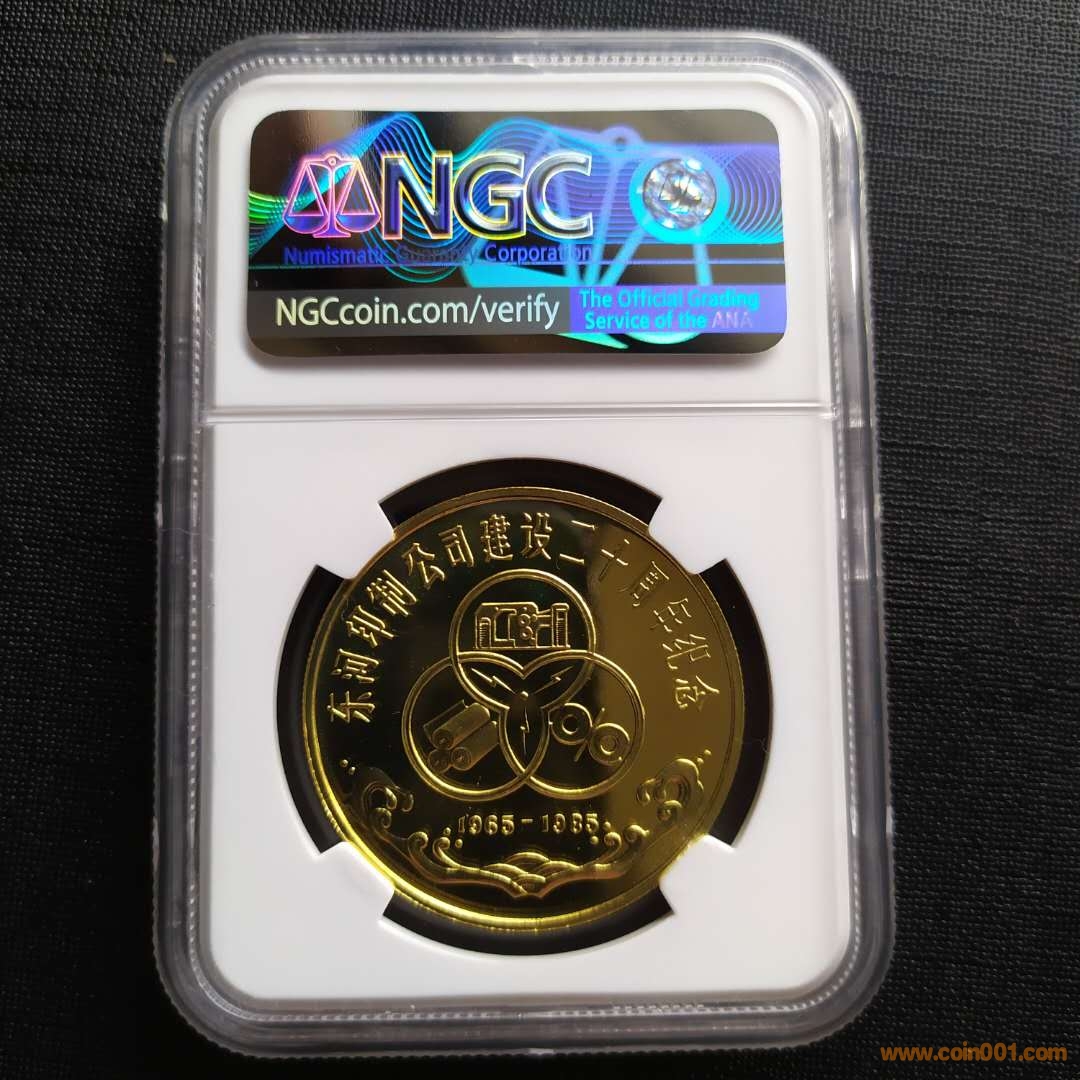 NGC
Numismatic Guaranty Corporation
NGCcoin.com/verify
The Official Grading
Service of the ANA
东河印制公司建设二十周年纪念
1965-1985
www.coin001.com